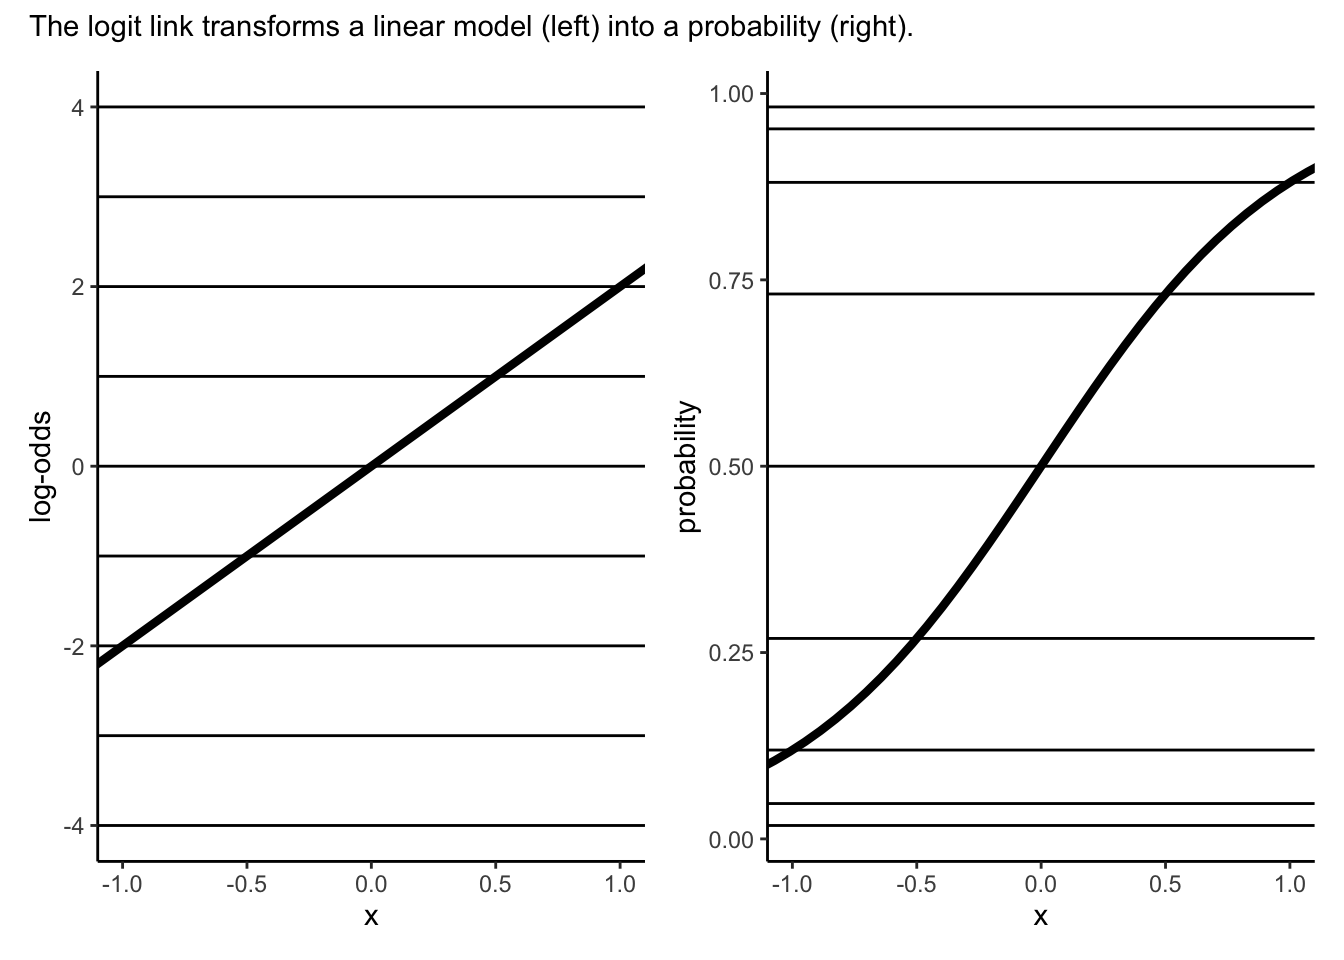 The logit link transforms a linear model (left) into a probability (right).
log-odds
4
2
0
-2
-4
-1.0 -0.5 0.0 0.5 1.0
x
probability
1.00
0.75
0.50
0.25
0.00
-1.0 -0.5 0.0 0.5 1.0
x